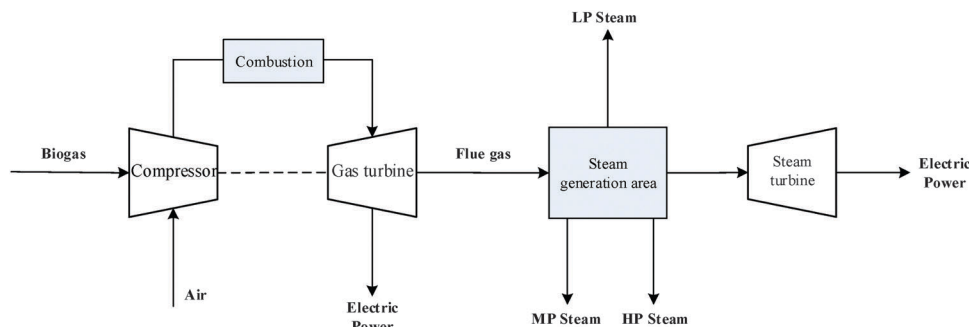 LP Steam
Combustion
Biogas
Compressor
Gas turbine
Flue gas
Steam
generation area
Steam
turbine
Electric
Power
Air
Electric
Power
MP Steam
HP Steam